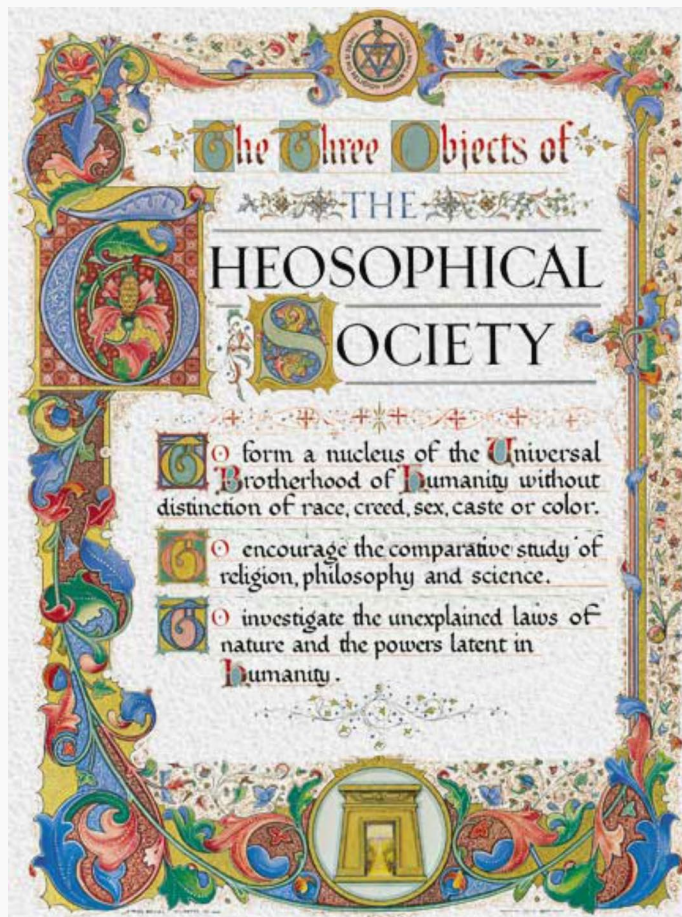 The Three Objects of
THE
THEOSOPHICAL
SOCIETY
To form a nucleus of the Universal
Brotherhood of Humanity without
distinction of race, creed, sex, caste or color.
To encourage the comparative study of
religion, philosophy and science.
To investigate the unexplained laws of
nature and the powers latent in
Humanity.